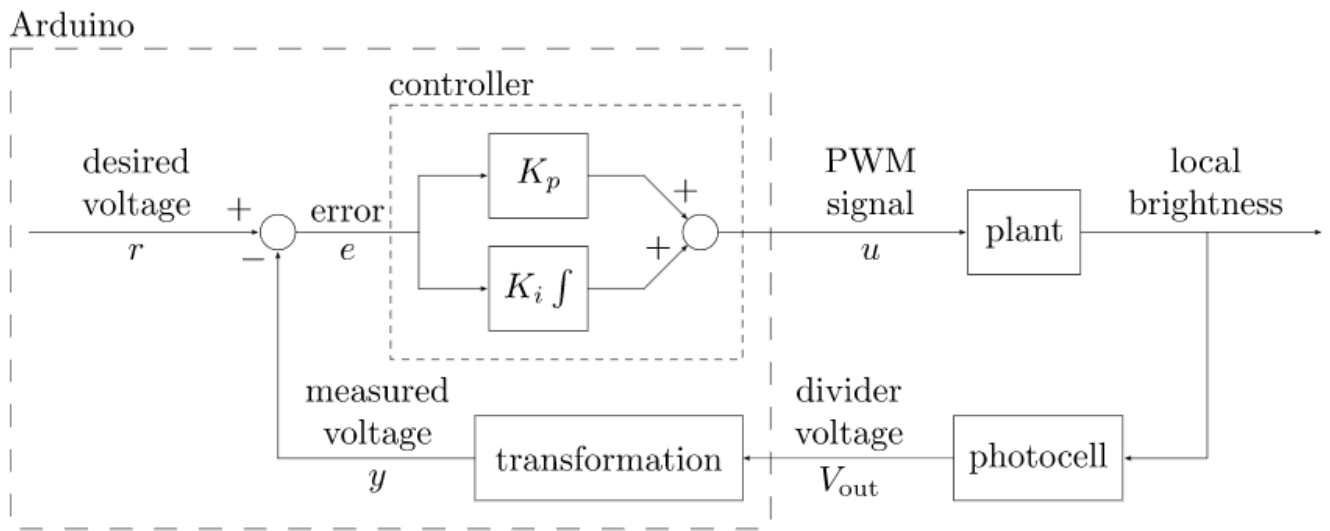 Arduino
controller
desired
voltage
r
+
−
error
e
K_p
K_i ∫
+
+
PWM
signal
u
plant
local
brightness
measured
voltage
y
transformation
divider
voltage
V_out
photocell